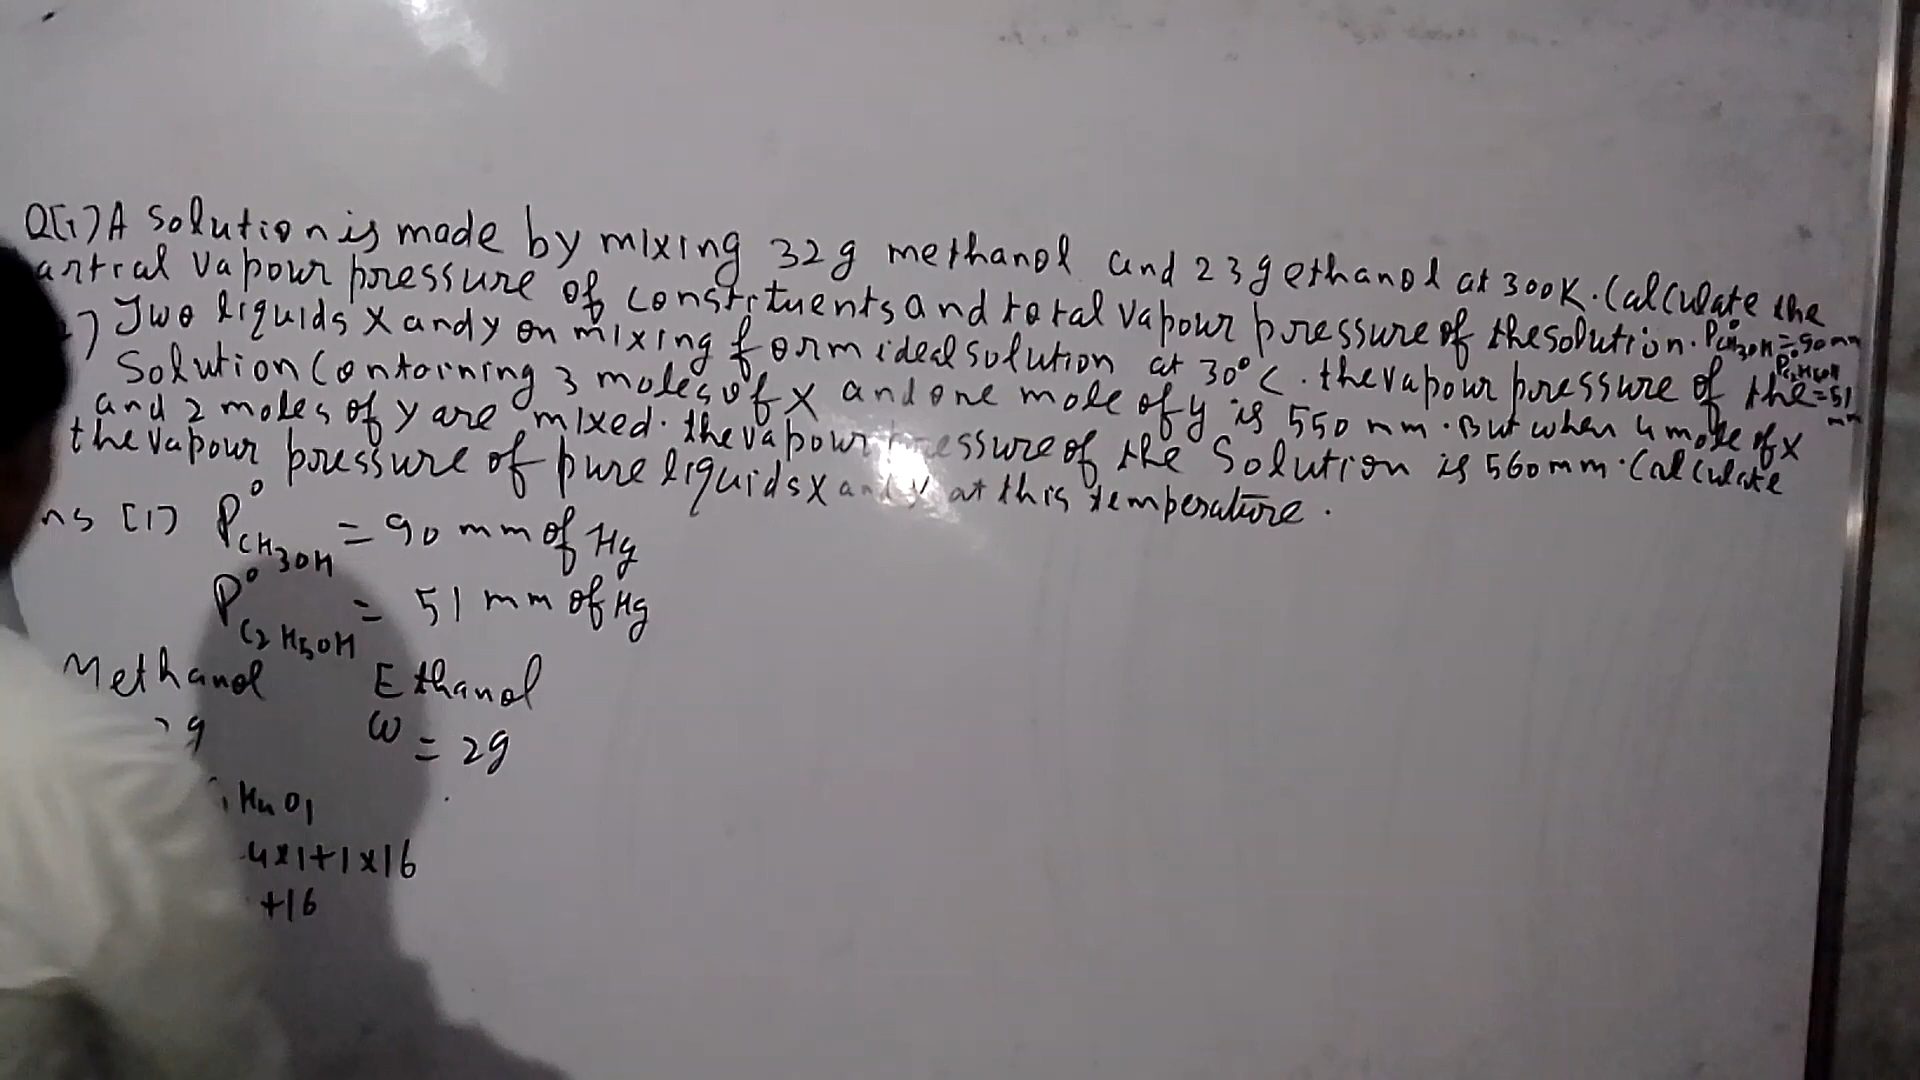 Q[1] A solution is made by mixing 32g methanol and 23g ethanol at 300K. Calculate the
artial vapour pressure of constituents and total vapour pressure of the solution. P°CH3OH = 90mm
P°C2H5OH = 51 mm
Two liquids X and y on mixing form ideal solution at 30°C. the vapour pressure of the
Solution Containing 3 moles of X and one mole of y is 550 mm. But when 4 mole of X
and 2 moles of y are mixed. the vapour pressure of the Solution is 560mm. Calculate
the vapour pressure of pure liquids X and y at this temperature.
ns [1] P°CH3OH = 90 mm of Hg
P°C2H5OH = 51 mm of Hg
Methanol Ethanol
g W = 2g
H4O1
4×1+1×16
+16